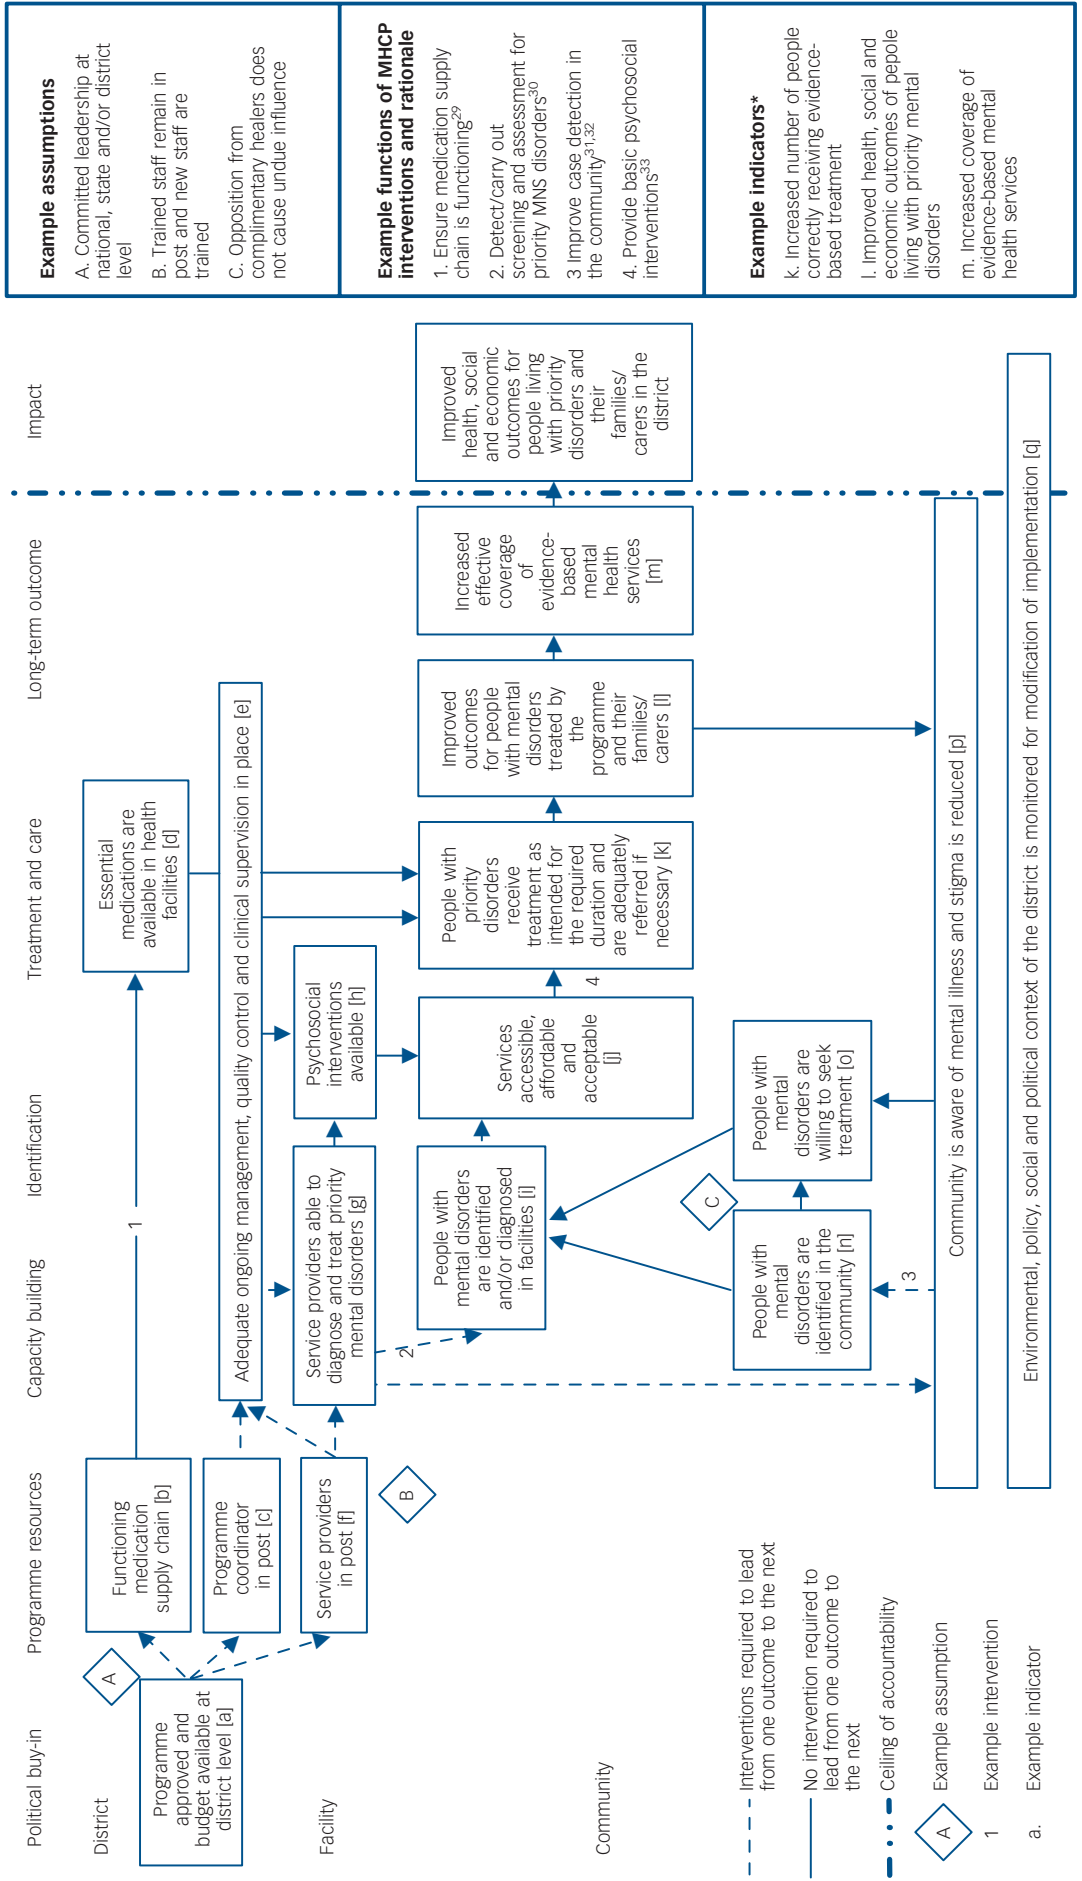 Political buy-in
Programme resources
Capacity building
Identification
Treatment and care
Long-term outcome
Impact
District
Programme
approved and
budget available at
district level [a]
A
Functioning
medication
supply chain [b]
1
Essential
medications are
available in health
facilities [d]
Programme
coordinator
in post [c]
Adequate ongoing management, quality control and clinical supervision in place [e]
Facility
Service providers
in post [f]
B
Service providers able to
diagnose and treat priority
mental disorders [g]
Psychosocial
interventions
available [h]
2
People with
mental disorders
are identified
and/or diagnosed
in facilities [i]
Services
accessible,
affordable
and
acceptable
[j]
4
People with
priority
disorders
receive
treatment as
intended for
the required
duration and
are adequately
referred if
necessary [k]
Improved
outcomes
for people
with mental
disorders
treated by
the
programme
and their
families/
carers [l]
Increased
effective
coverage
of
evidence-
based
mental
health
services
[m]
Improved
health, social
and economic
outcomes for
people living
with priority
disorders and
their
families/
carers in the
district
Community
C
People with
mental
disorders are
identified in the
community [n]
People with
mental
disorders are
willing to seek
treatment [o]
3
Community is aware of mental illness and stigma is reduced [p]
Environmental, policy, social and political context of the district is monitored for modification of implementation [q]
Interventions required to lead
from one outcome to the next
No intervention required to
lead from one outcome to
the next
Ceiling of accountability
A
Example assumption
1
Example intervention
a.
Example indicator
Example assumptions
A. Committed leadership at
national, state and/or district
level
B. Trained staff remain in
post and new staff are
trained
C. Opposition from
complimentary healers does
not cause undue influence
Example functions of MHCP
interventions and rationale
1. Ensure medication supply
chain is functioning29
2. Detect/carry out
screening and assessment for
priority MNS disorders30
3 Improve case detection in
the community31,32
4. Provide basic psychosocial
interventions33
Example indicators*
k. Increased number of people
correctly receiving evidence-
based treatment
l. Improved health, social and
economic outcomes of pepole
living with priority mental
disorders
m. Increased coverage of
evidence-based mental
health services